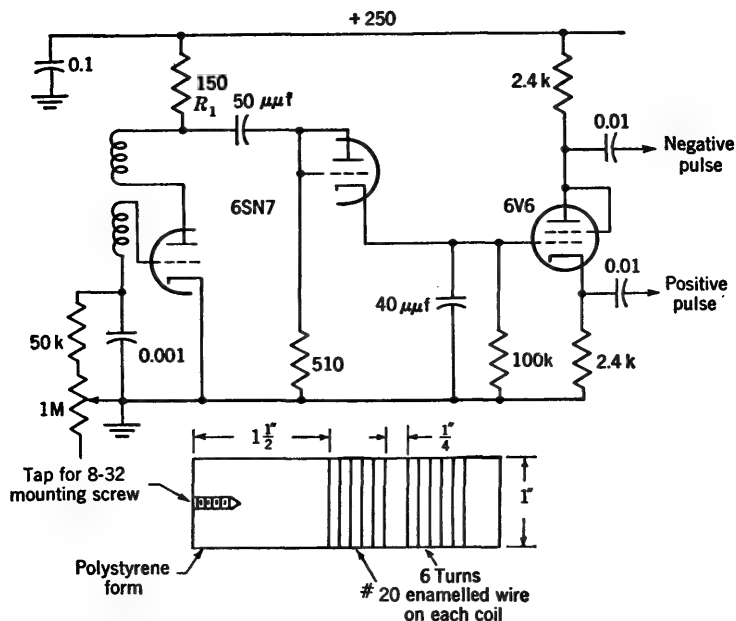 + 250
0.1
150
R1
50 μμf
2.4 k
0.01
Negative
pulse
6SN7
6V6
0.01
Positive
pulse
40 μμf
50 k
0.001
510
100k
2.4 k
1M
Tap for 8-32
mounting screw
1 1/2"
1/4"
1"
Polystyrene
form
6 Turns
# 20 enamelled wire
on each coil